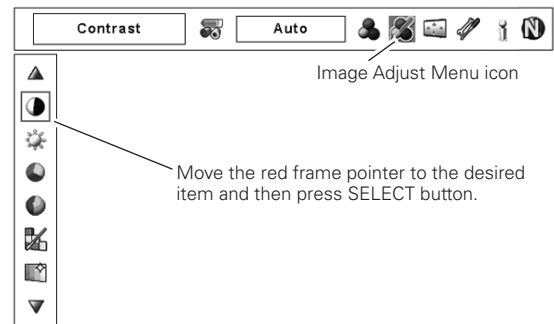 Contrast
Auto
N
Image Adjust Menu icon
Move the red frame pointer to the desired
item and then press SELECT button.